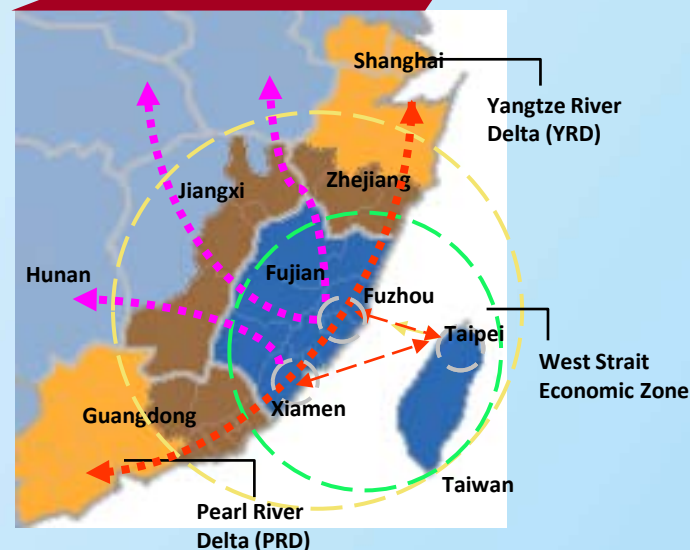 Shanghai
Yangtze River
Delta (YRD)
Zhejiang
Jiangxi
Hunan
Fujian
Fuzhou
Taipei
West Strait
Economic Zone
Guangdong
Xiamen
Taiwan
Pearl River
Delta (PRD)